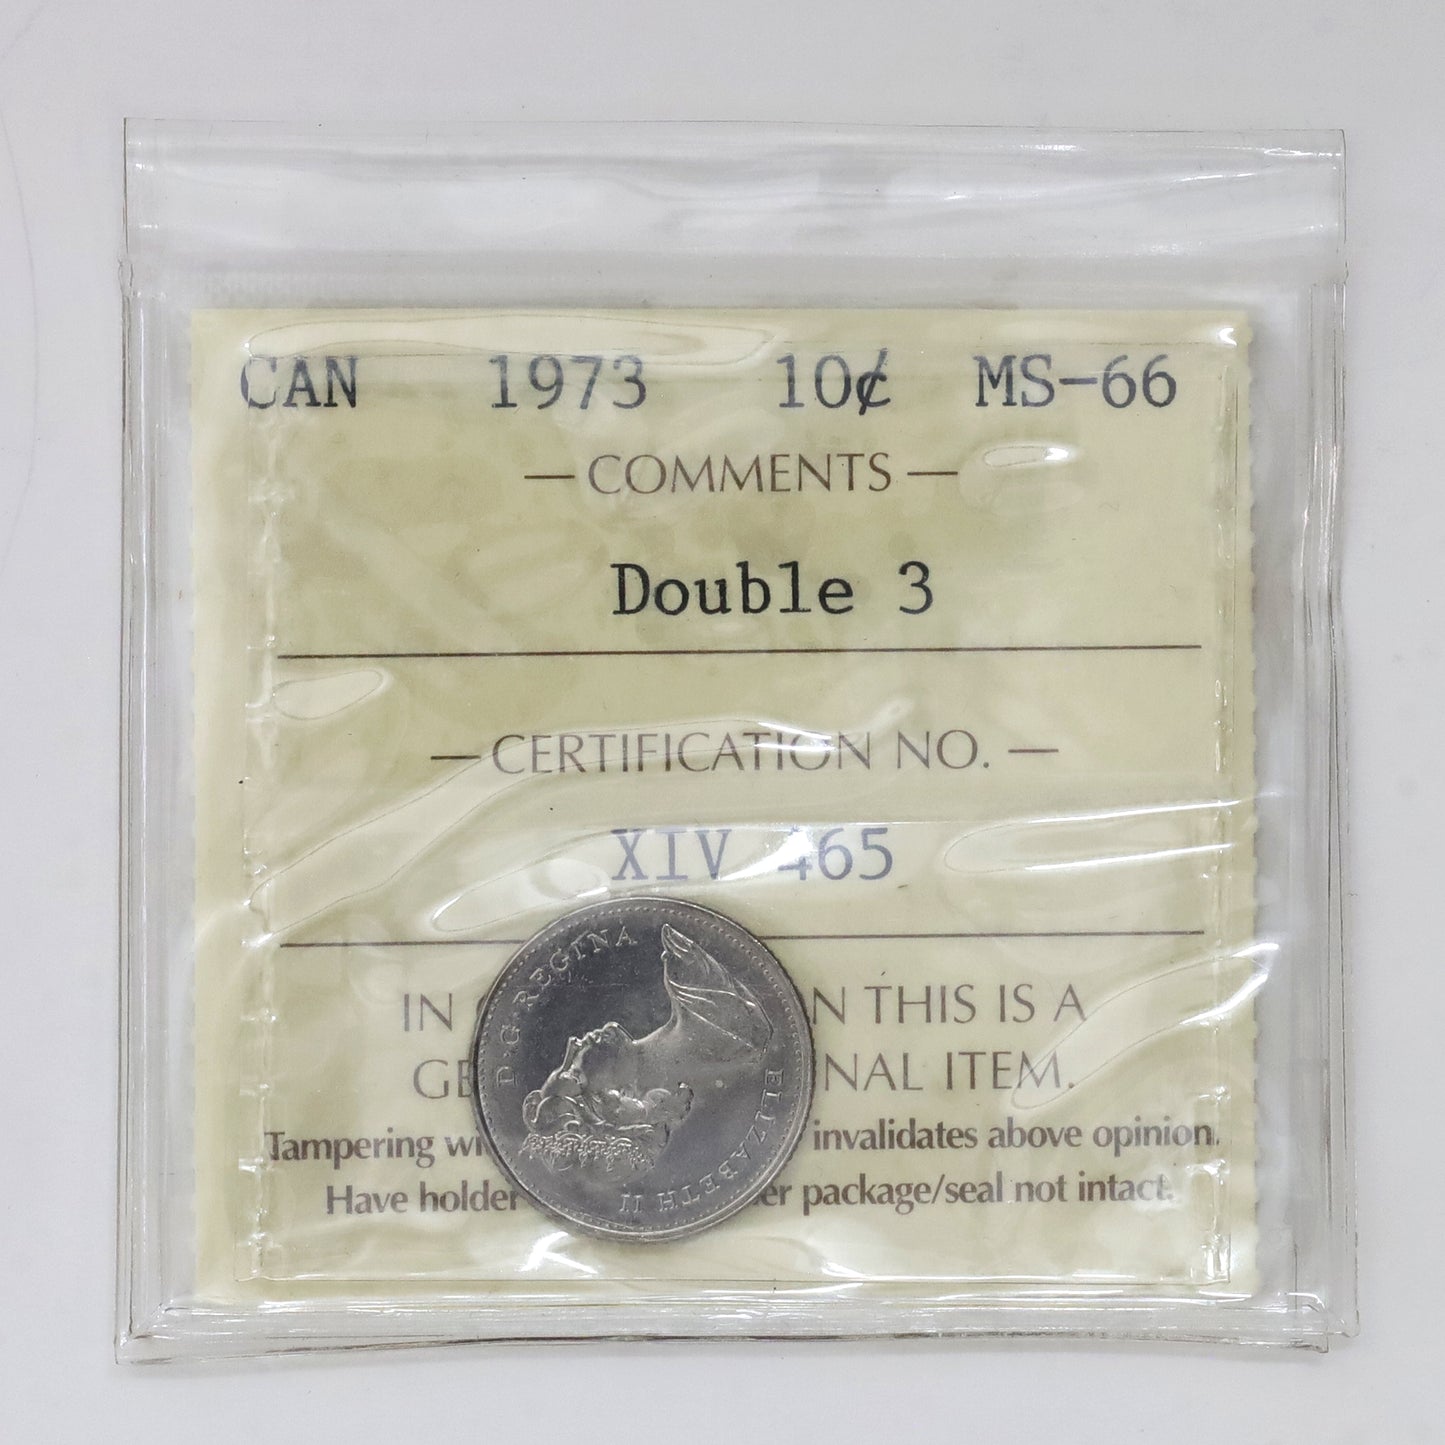 CAN 1973 10¢ MS-66
— COMMENTS —
Double 3
— CERTIFICATION NO. —
XIV 465
IN N THIS IS A
GE NAL ITEM.
Tampering wi invalidates above opinion.
Have holder er package/seal not intact.
D·G·REGINA
ELIZABETH II